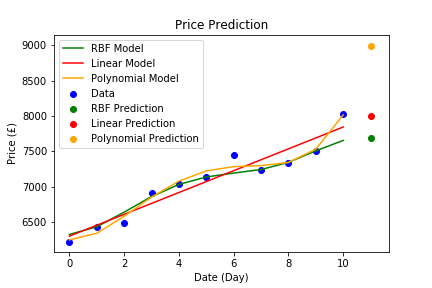 Price Prediction
RBF Model
Linear Model
Polynomial Model
Data
RBF Prediction
Linear Prediction
Polynomial Prediction
9000
8500
8000
7500
7000
6500
Price (£)
0 2 4 6 8 10
Date (Day)